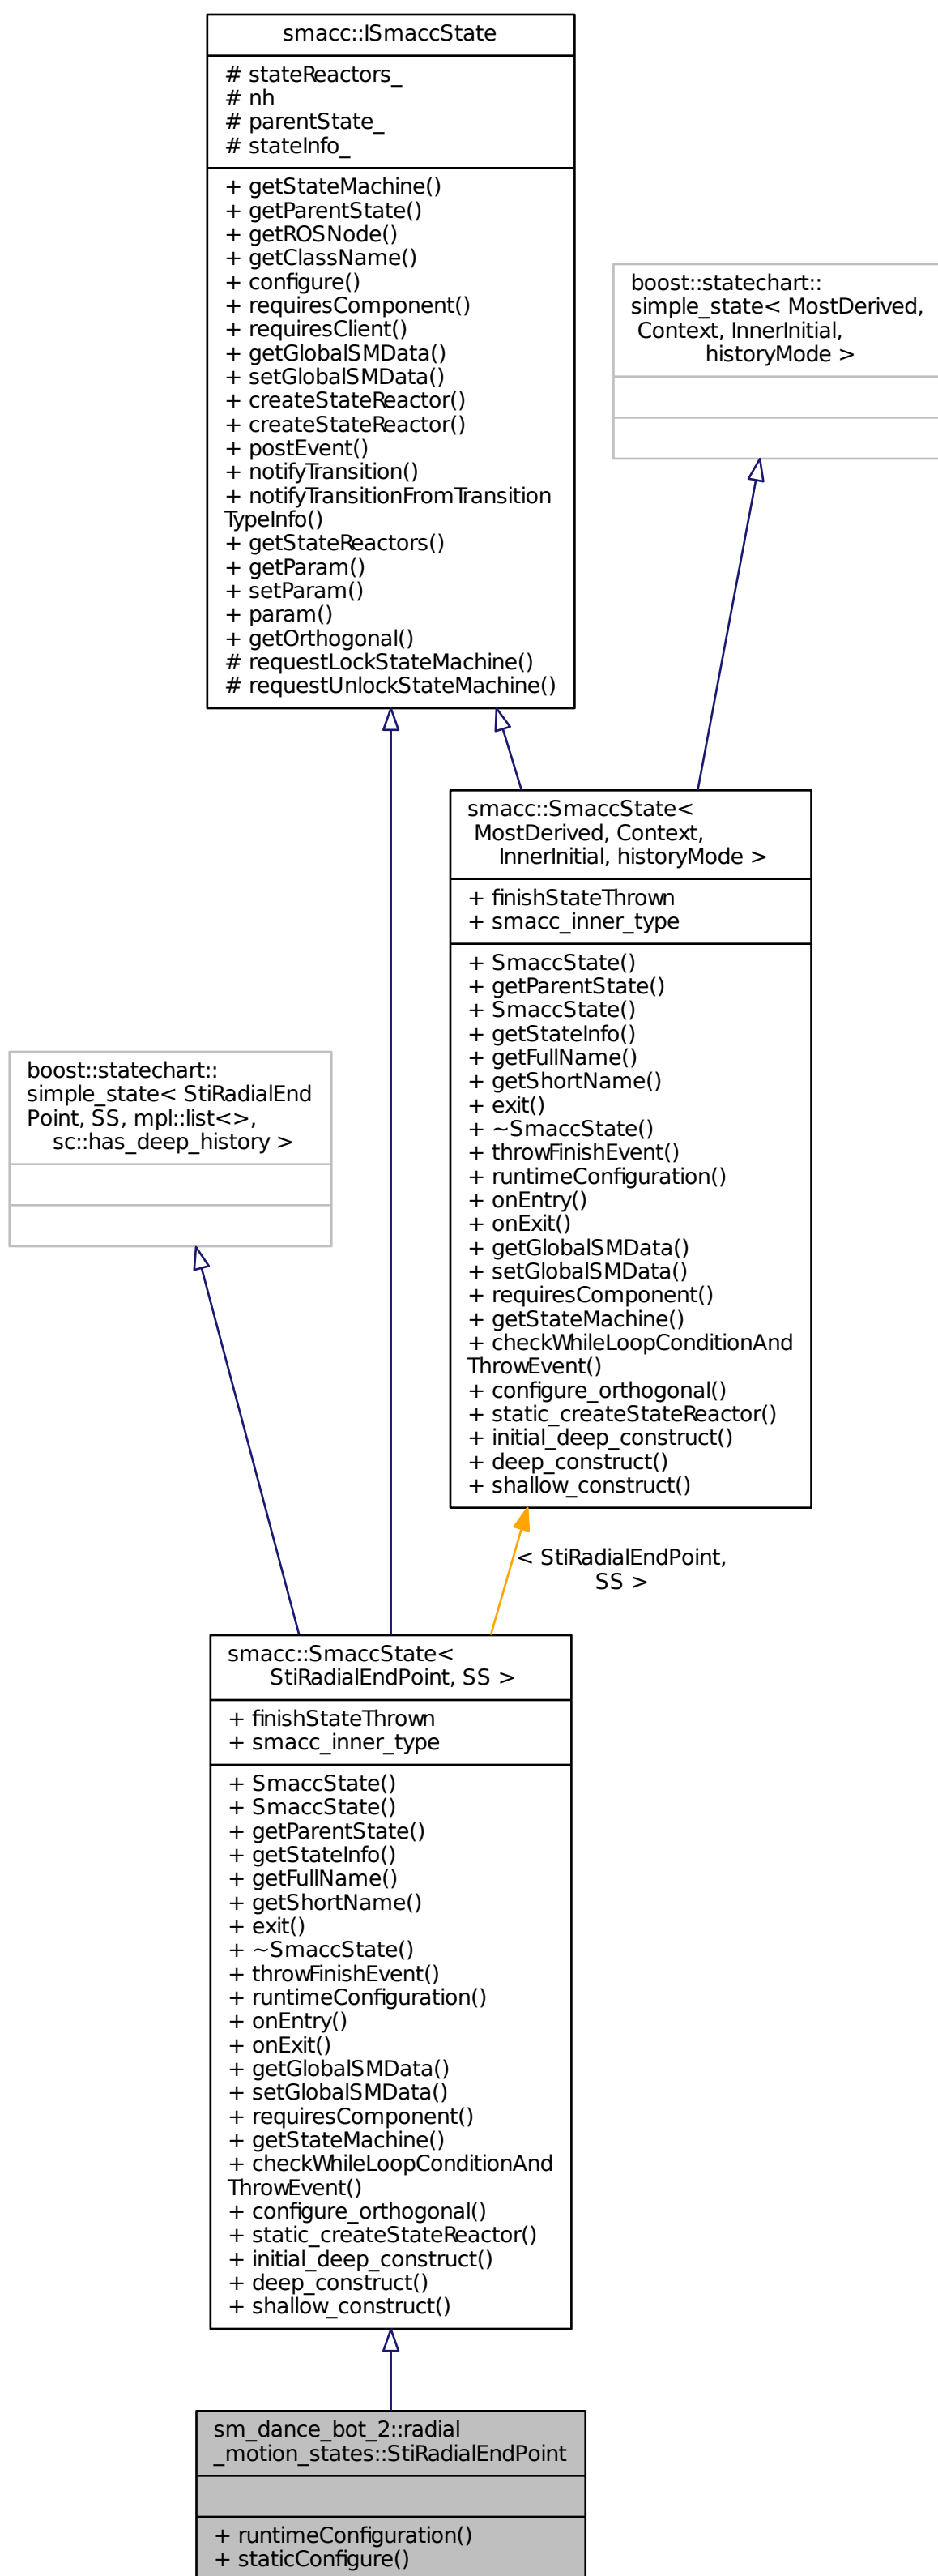 smacc::ISmaccState
# stateReactors_
# nh
# parentState_
# stateInfo_
+ getStateMachine()
+ getParentState()
+ getROSNode()
+ getClassName()
+ configure()
+ requiresComponent()
+ requiresClient()
+ getGlobalSMData()
+ setGlobalSMData()
+ createStateReactor()
+ createStateReactor()
+ postEvent()
+ notifyTransition()
+ notifyTransitionFromTransition
TypeInfo()
+ getStateReactors()
+ getParam()
+ setParam()
+ param()
+ getOrthogonal()
# requestLockStateMachine()
# requestUnlockStateMachine()
boost::statechart::
simple_state< MostDerived,
Context, InnerInitial,
historyMode >
smacc::SmaccState<
MostDerived, Context,
InnerInitial, historyMode >
+ finishStateThrown
+ smacc_inner_type
+ SmaccState()
+ getParentState()
+ SmaccState()
+ getStateInfo()
+ getFullName()
+ getShortName()
+ exit()
+ ~SmaccState()
+ throwFinishEvent()
+ runtimeConfiguration()
+ onEntry()
+ onExit()
+ getGlobalSMData()
+ setGlobalSMData()
+ requiresComponent()
+ getStateMachine()
+ checkWhileLoopConditionAnd
ThrowEvent()
+ configure_orthogonal()
+ static_createStateReactor()
+ initial_deep_construct()
+ deep_construct()
+ shallow_construct()
boost::statechart::
simple_state< StiRadialEnd
Point, SS, mpl::list<>,
sc::has_deep_history >
< StiRadialEndPoint,
SS >
smacc::SmaccState<
StiRadialEndPoint, SS >
+ finishStateThrown
+ smacc_inner_type
+ SmaccState()
+ SmaccState()
+ getParentState()
+ getStateInfo()
+ getFullName()
+ getShortName()
+ exit()
+ ~SmaccState()
+ throwFinishEvent()
+ runtimeConfiguration()
+ onEntry()
+ onExit()
+ getGlobalSMData()
+ setGlobalSMData()
+ requiresComponent()
+ getStateMachine()
+ checkWhileLoopConditionAnd
ThrowEvent()
+ configure_orthogonal()
+ static_createStateReactor()
+ initial_deep_construct()
+ deep_construct()
+ shallow_construct()
sm_dance_bot_2::radial
_motion_states::StiRadialEndPoint
+ runtimeConfiguration()
+ staticConfigure()